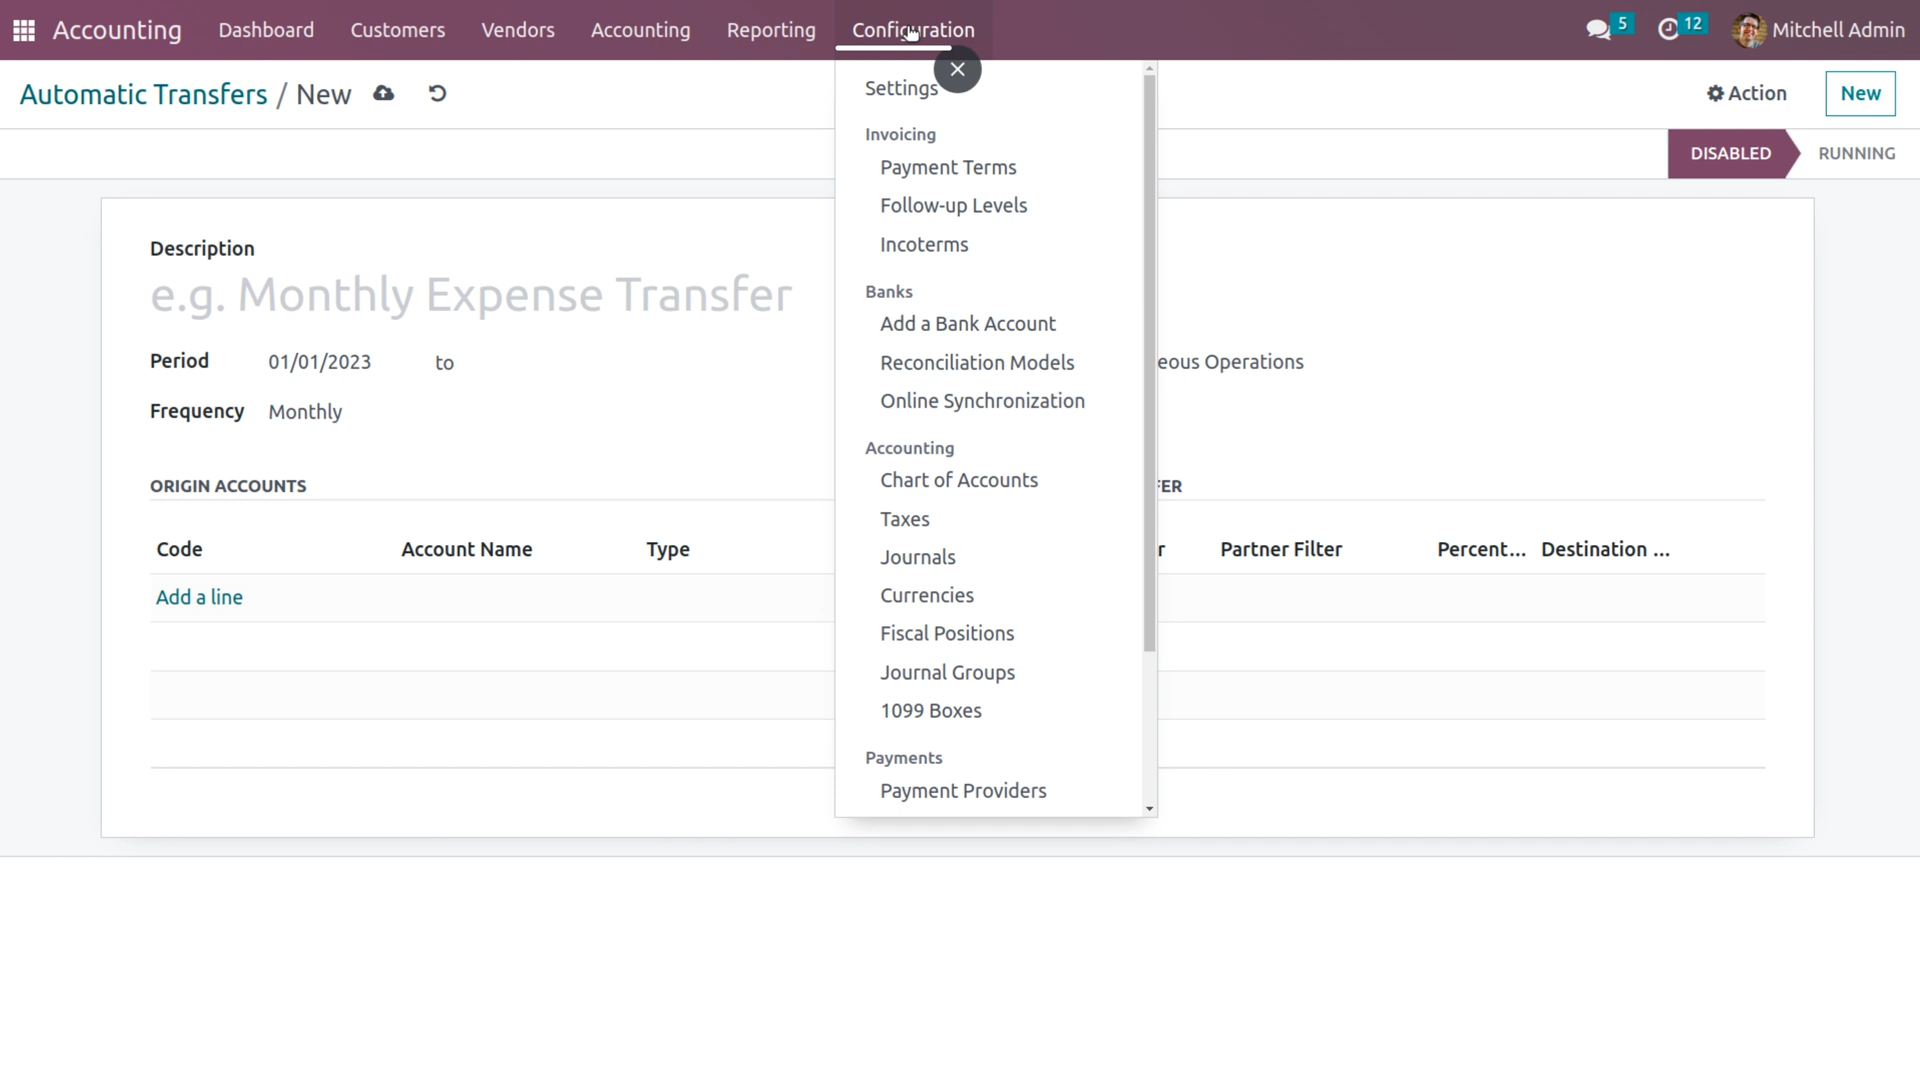 Accounting Dashboard Customers Vendors Accounting Reporting Configuration 5 12 Mitchell Admin
Automatic Transfers / New Action New
DISABLED RUNNING
Settings
Invoicing
Payment Terms
Follow-up Levels
Incoterms
Banks
Add a Bank Account
Reconciliation Models
Online Synchronization
Accounting
Chart of Accounts
Taxes
Journals
Currencies
Fiscal Positions
Journal Groups
1099 Boxes
Payments
Payment Providers
Description
e.g. Monthly Expense Transfer
Period 01/01/2023 to eous Operations
Frequency Monthly
ORIGIN ACCOUNTS FER
Code Account Name Type r Partner Filter Percent... Destination ...
Add a line